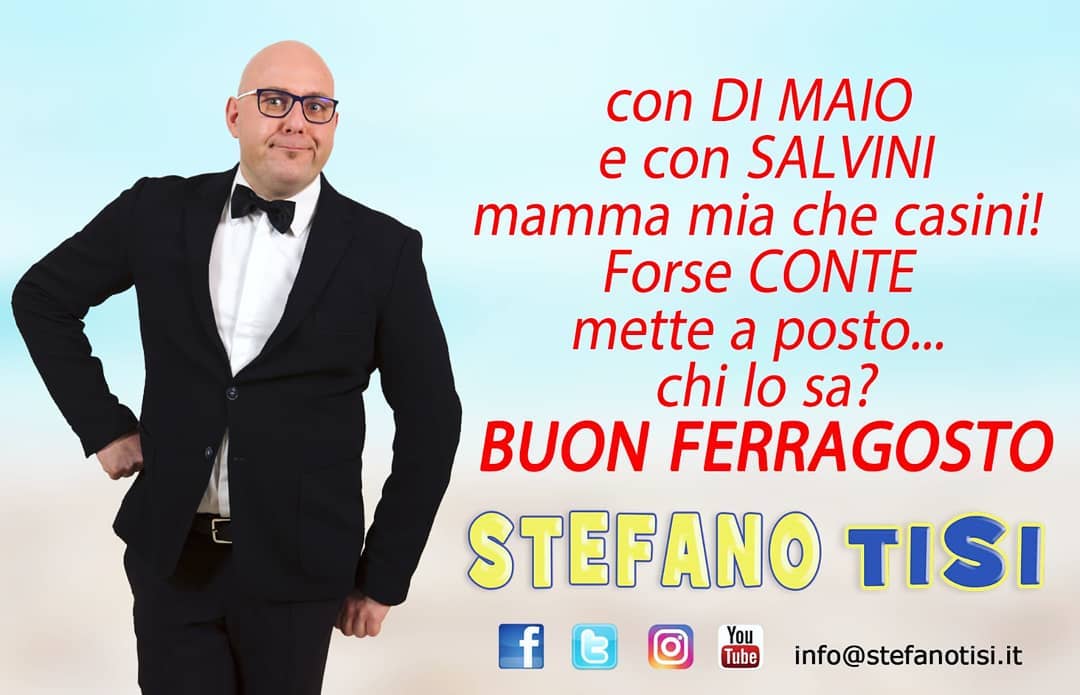 con DI MAIO
e con SALVINI
mamma mia che casini!
Forse CONTE
mette a posto...
chi lo sa?
BUON FERRAGOSTO
STEFANO TISI
f
t
You
Tube
info@stefanotisi.it